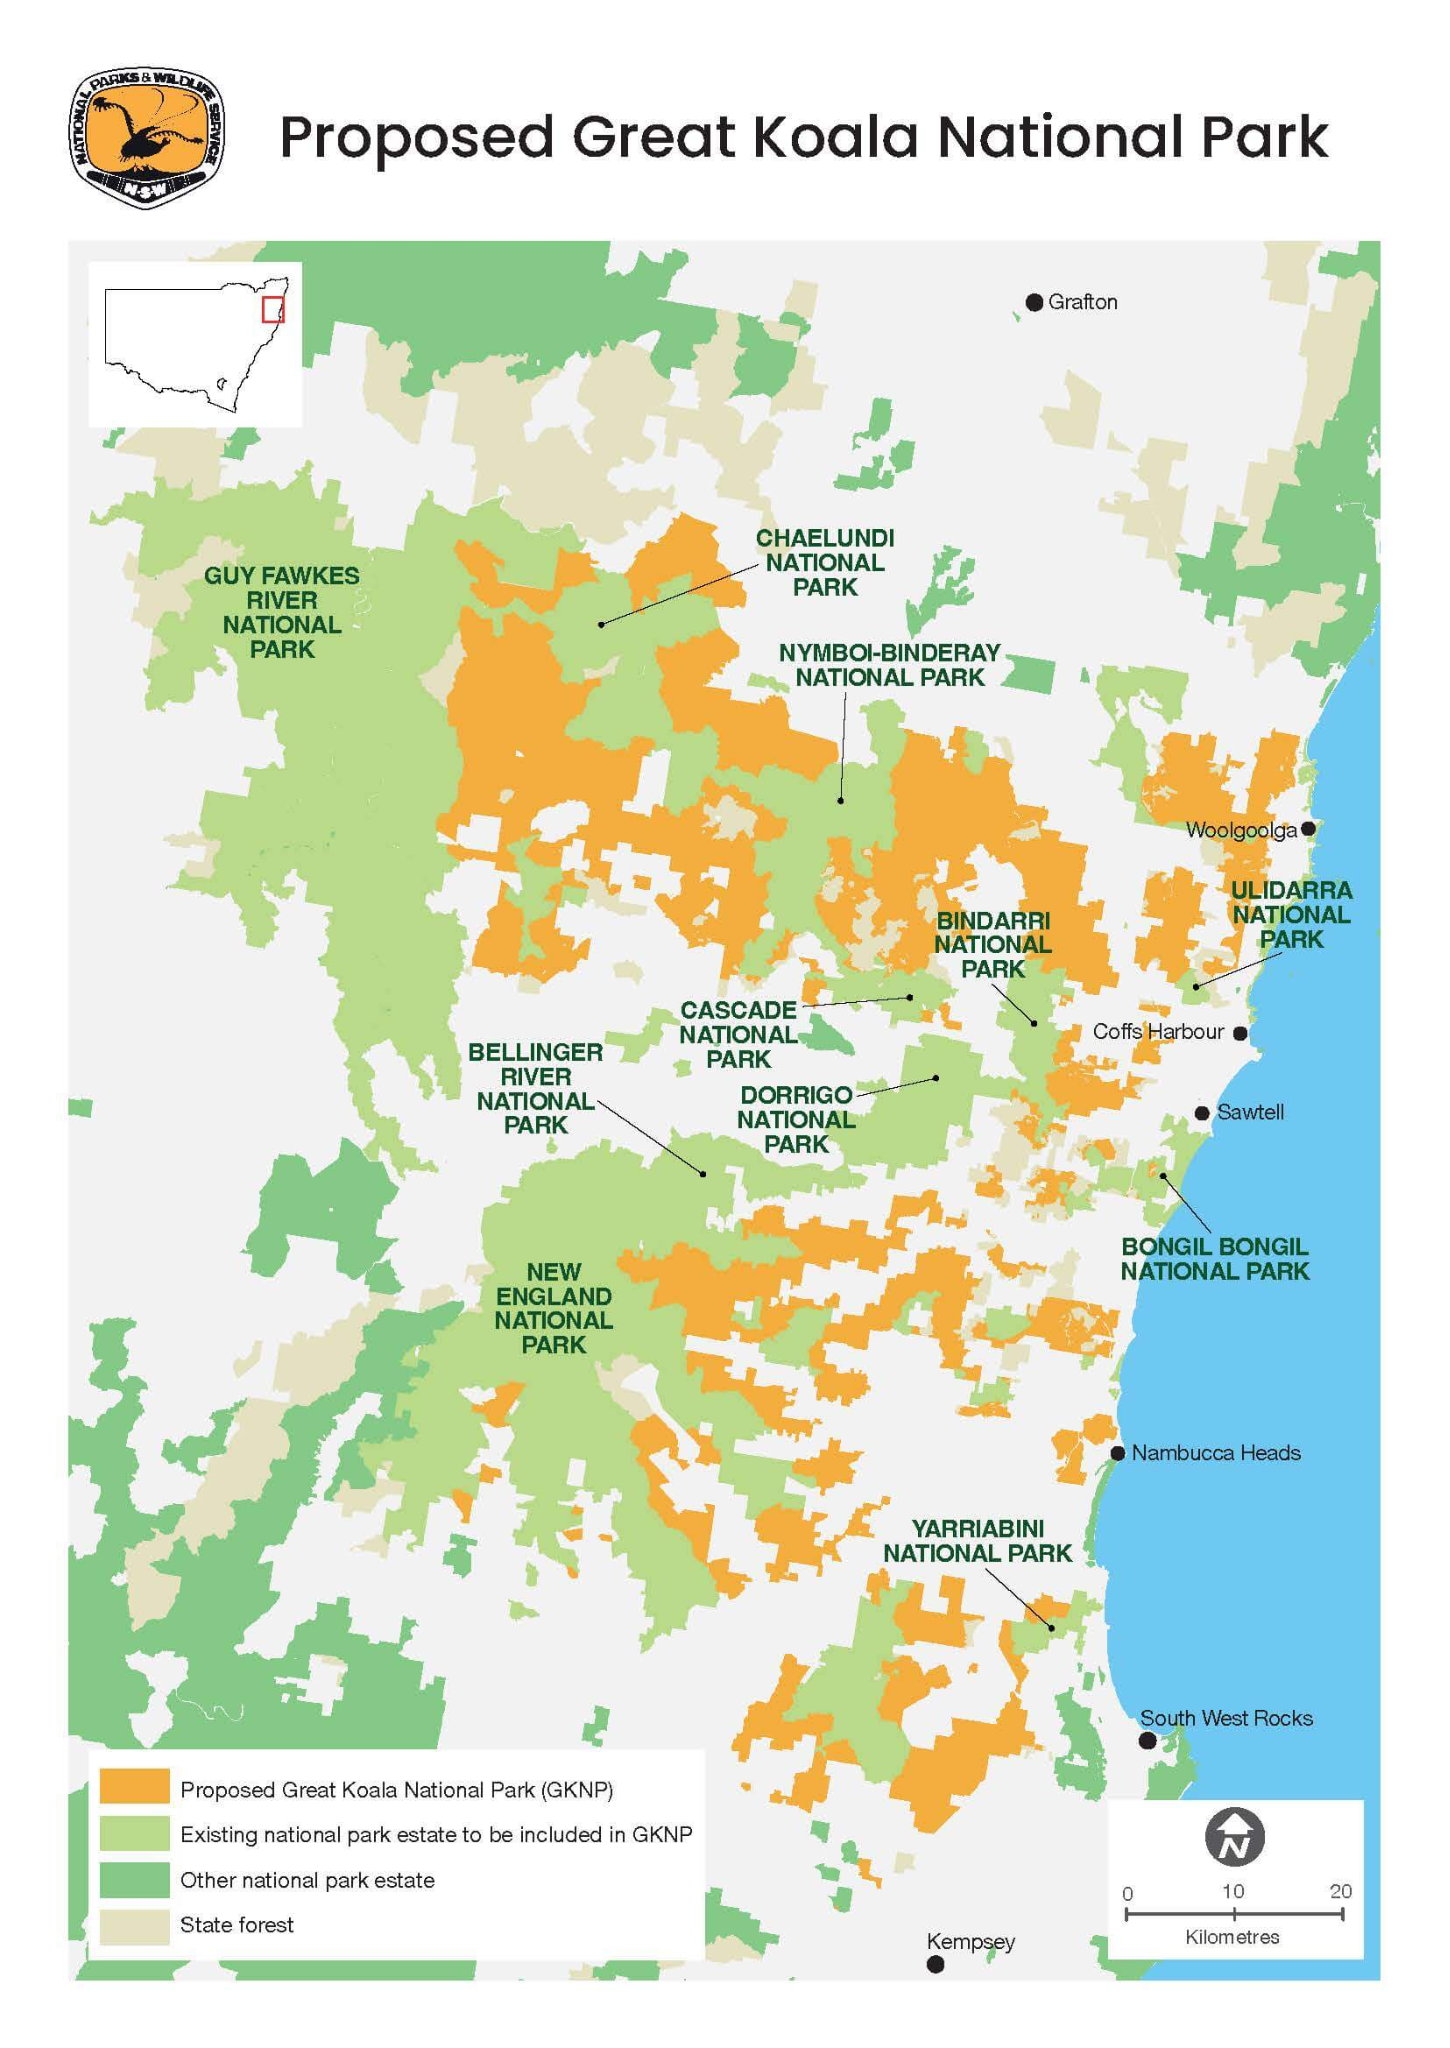 NATIONAL PARKS & WILDLIFE SERVICE
N·S·W
Proposed Great Koala National Park
Grafton
CHAELUNDI
NATIONAL
PARK
GUY FAWKES
RIVER
NATIONAL
PARK
NYMBOI-BINDERAY
NATIONAL PARK
Woolgoolga
ULIDARRA
NATIONAL
PARK
BINDARRI
NATIONAL
PARK
CASCADE
NATIONAL
PARK
Coffs Harbour
BELLINGER
RIVER
NATIONAL
PARK
DORRIGO
NATIONAL
PARK
Sawtell
BONGIL BONGIL
NATIONAL PARK
NEW
ENGLAND
NATIONAL
PARK
Nambucca Heads
YARRIABINI
NATIONAL PARK
South West Rocks
Proposed Great Koala National Park (GKNP)
Existing national park estate to be included in GKNP
Other national park estate
State forest
N
0 10 20
Kilometres
Kempsey